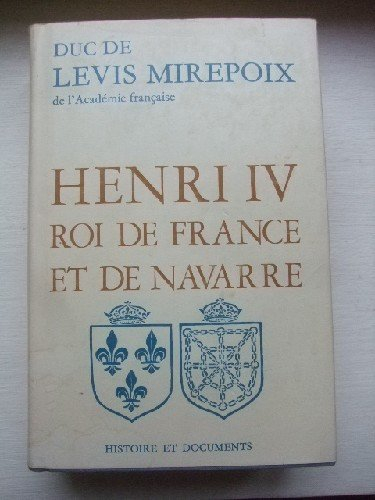 DUC DE
LEVIS MIREPOIX
de l'Académie française
HENRI IV
ROI DE FRANCE
ET DE NAVARRE
HISTOIRE ET DOCUMENTS